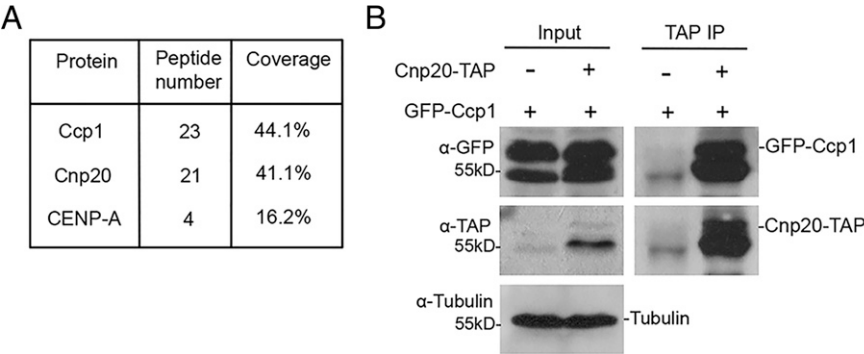 A
Protein Peptide number Coverage
Ccp1 23 44.1%
Cnp20 21 41.1%
CENP-A 4 16.2%
B
Input TAP IP
Cnp20-TAP - + - +
GFP-Ccp1 + + + +
α-GFP -GFP-Ccp1
55kD-
α-TAP -Cnp20-TAP
55kD-
α-Tubulin
55kD- -Tubulin